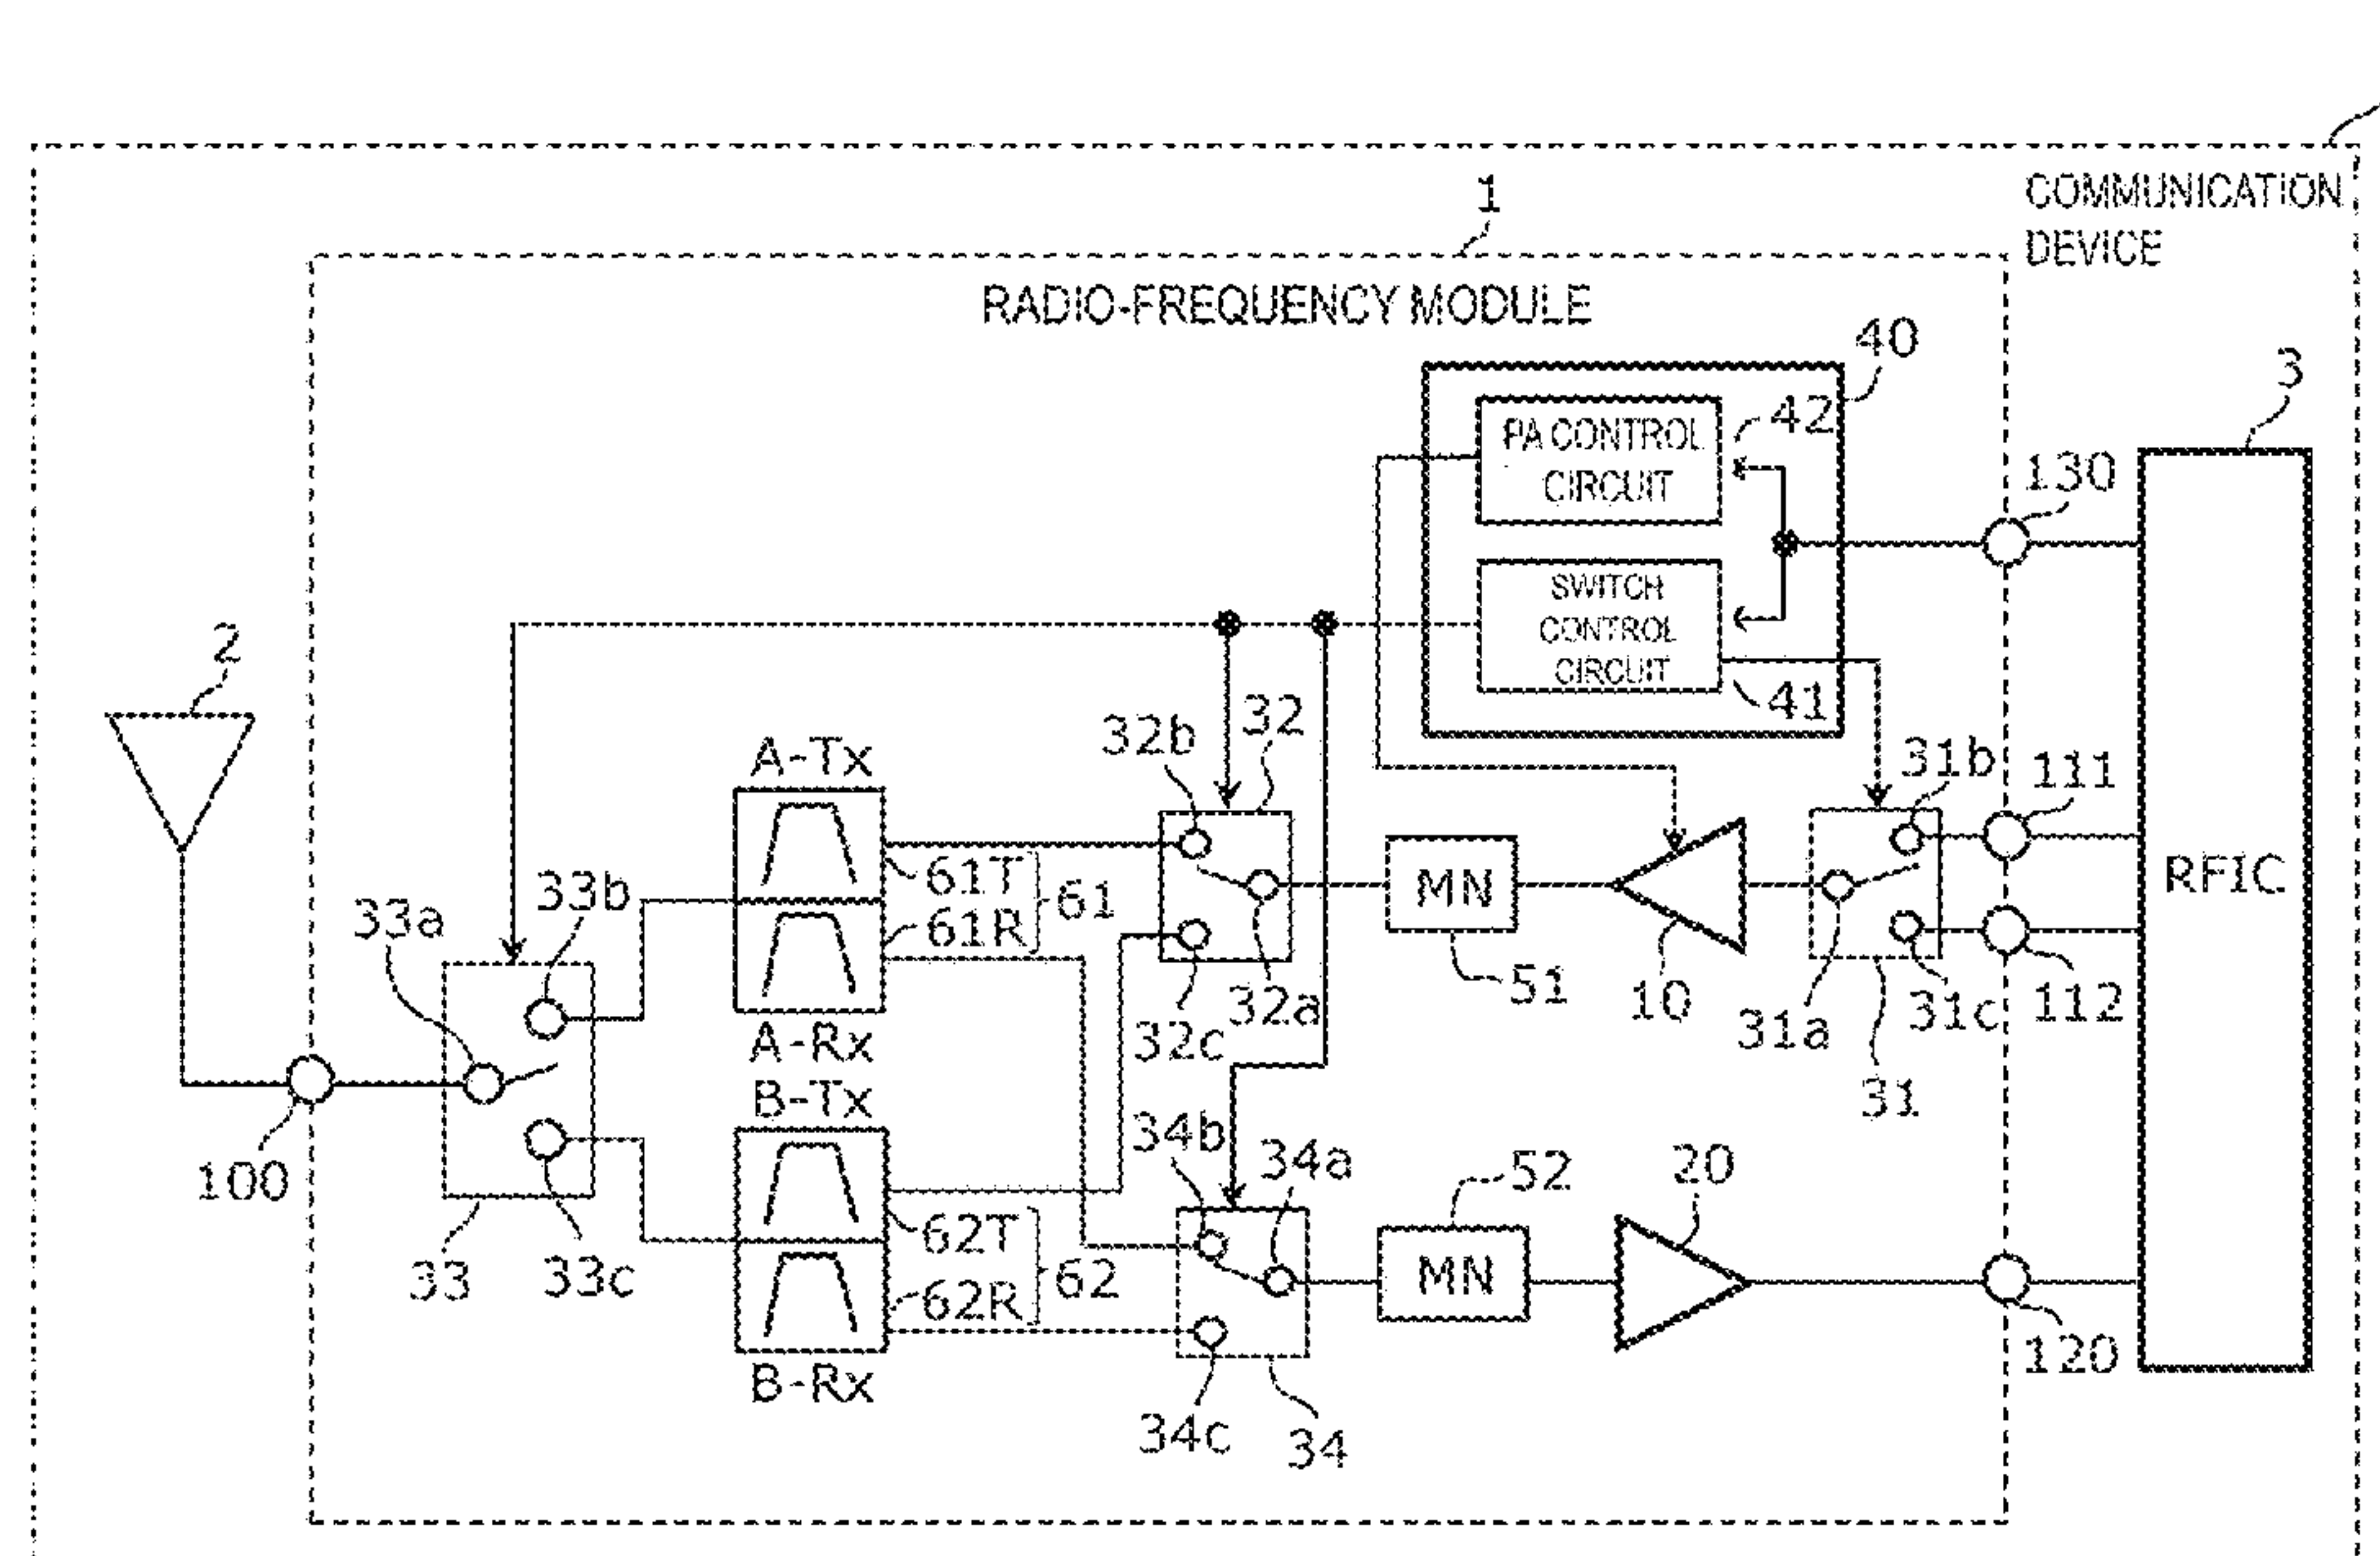 COMMUNICATION
DEVICE
1
RADIO-FREQUENCY MODULE
40
3
PA CONTROL
CIRCUIT
42
130
SWITCH
CONTROL
CIRCUIT
41
2
32b
32
31b
111
A-Tx
RFIC
61T
61
61R
33a
33b
MN
51
10
32a
32c
31a
31c
112
31
A-Rx
B-Tx
100
34b
34a
52
20
33
33c
62T
62
62R
MN
120
B-Rx
34c
34